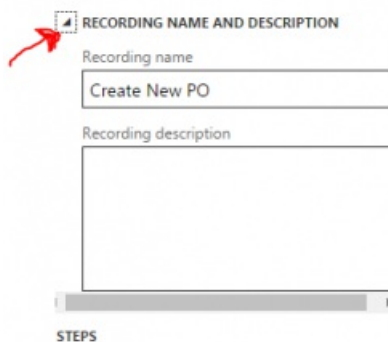 RECORDING NAME AND DESCRIPTION
Recording name
Create New PO
Recording description
STEPS